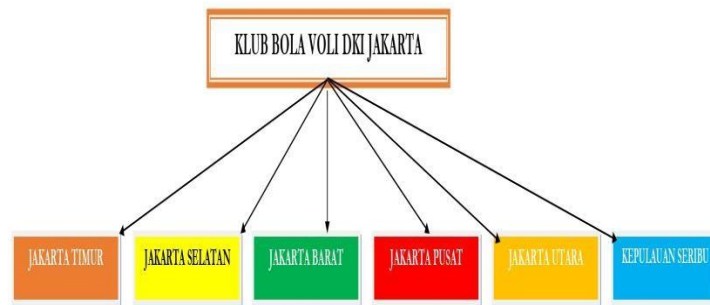 KLUB BOLA VOLI DKI JAKARTA
JAKARTA TIMUR
JAKARTA SELATAN
JAKARTA BARAT
JAKARTA PUSAT
JAKARTA UTARA
KEPULAUAN SERIBU